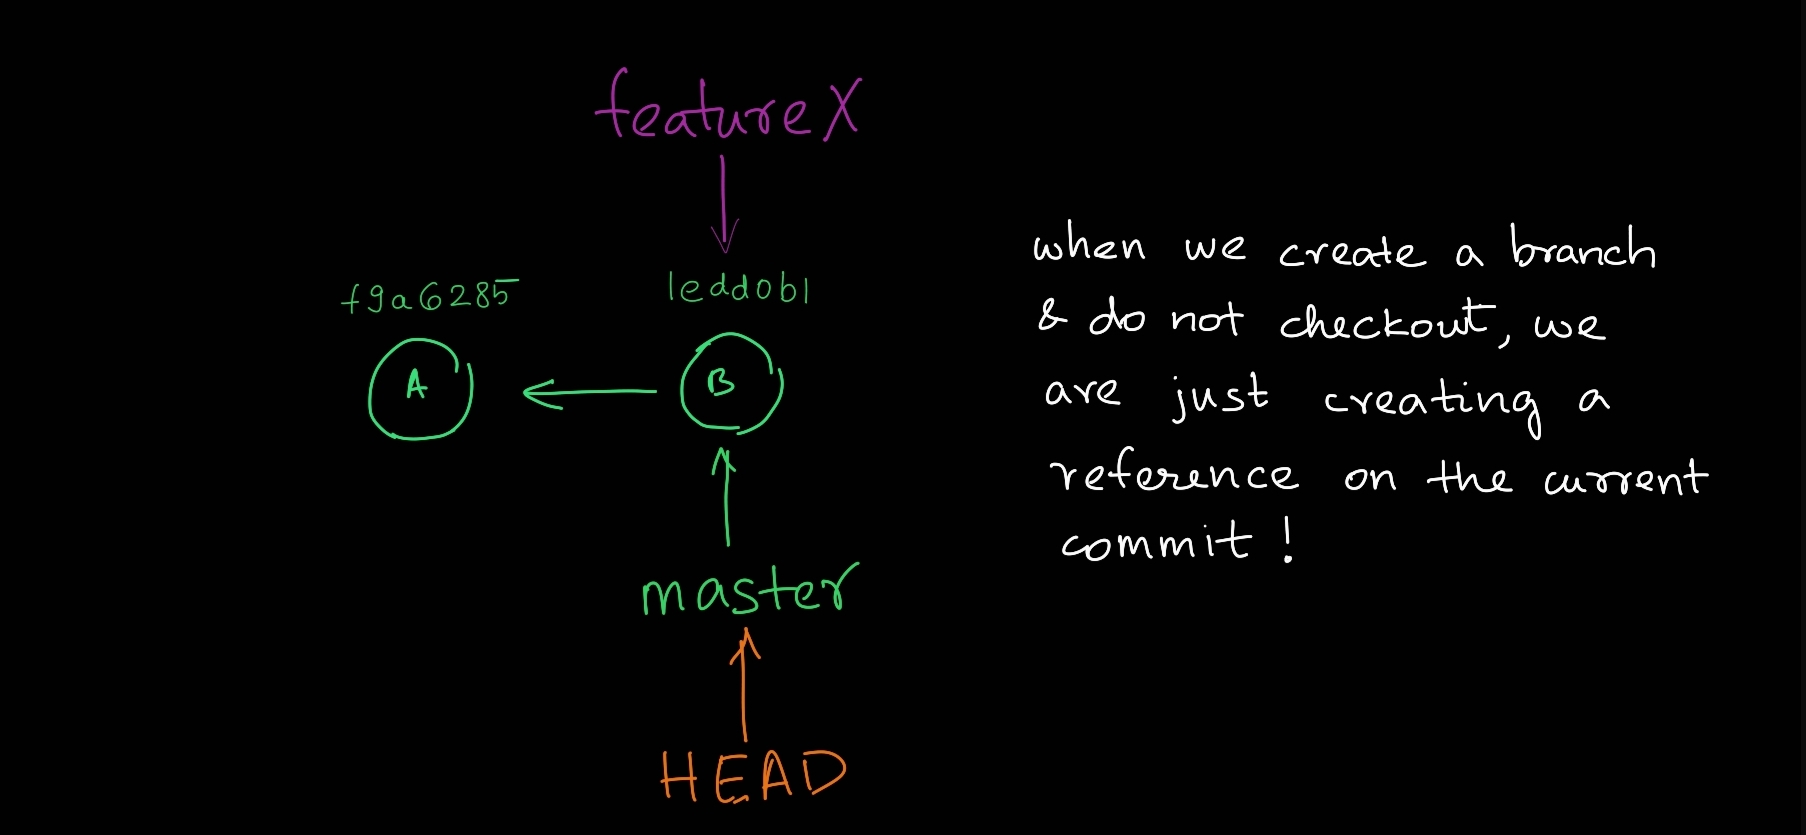 featureX
f9a6285
1edd0b1
A
B
when we create a branch
& do not checkout, we
are just creating a
reference on the current
commit!
master
HEAD